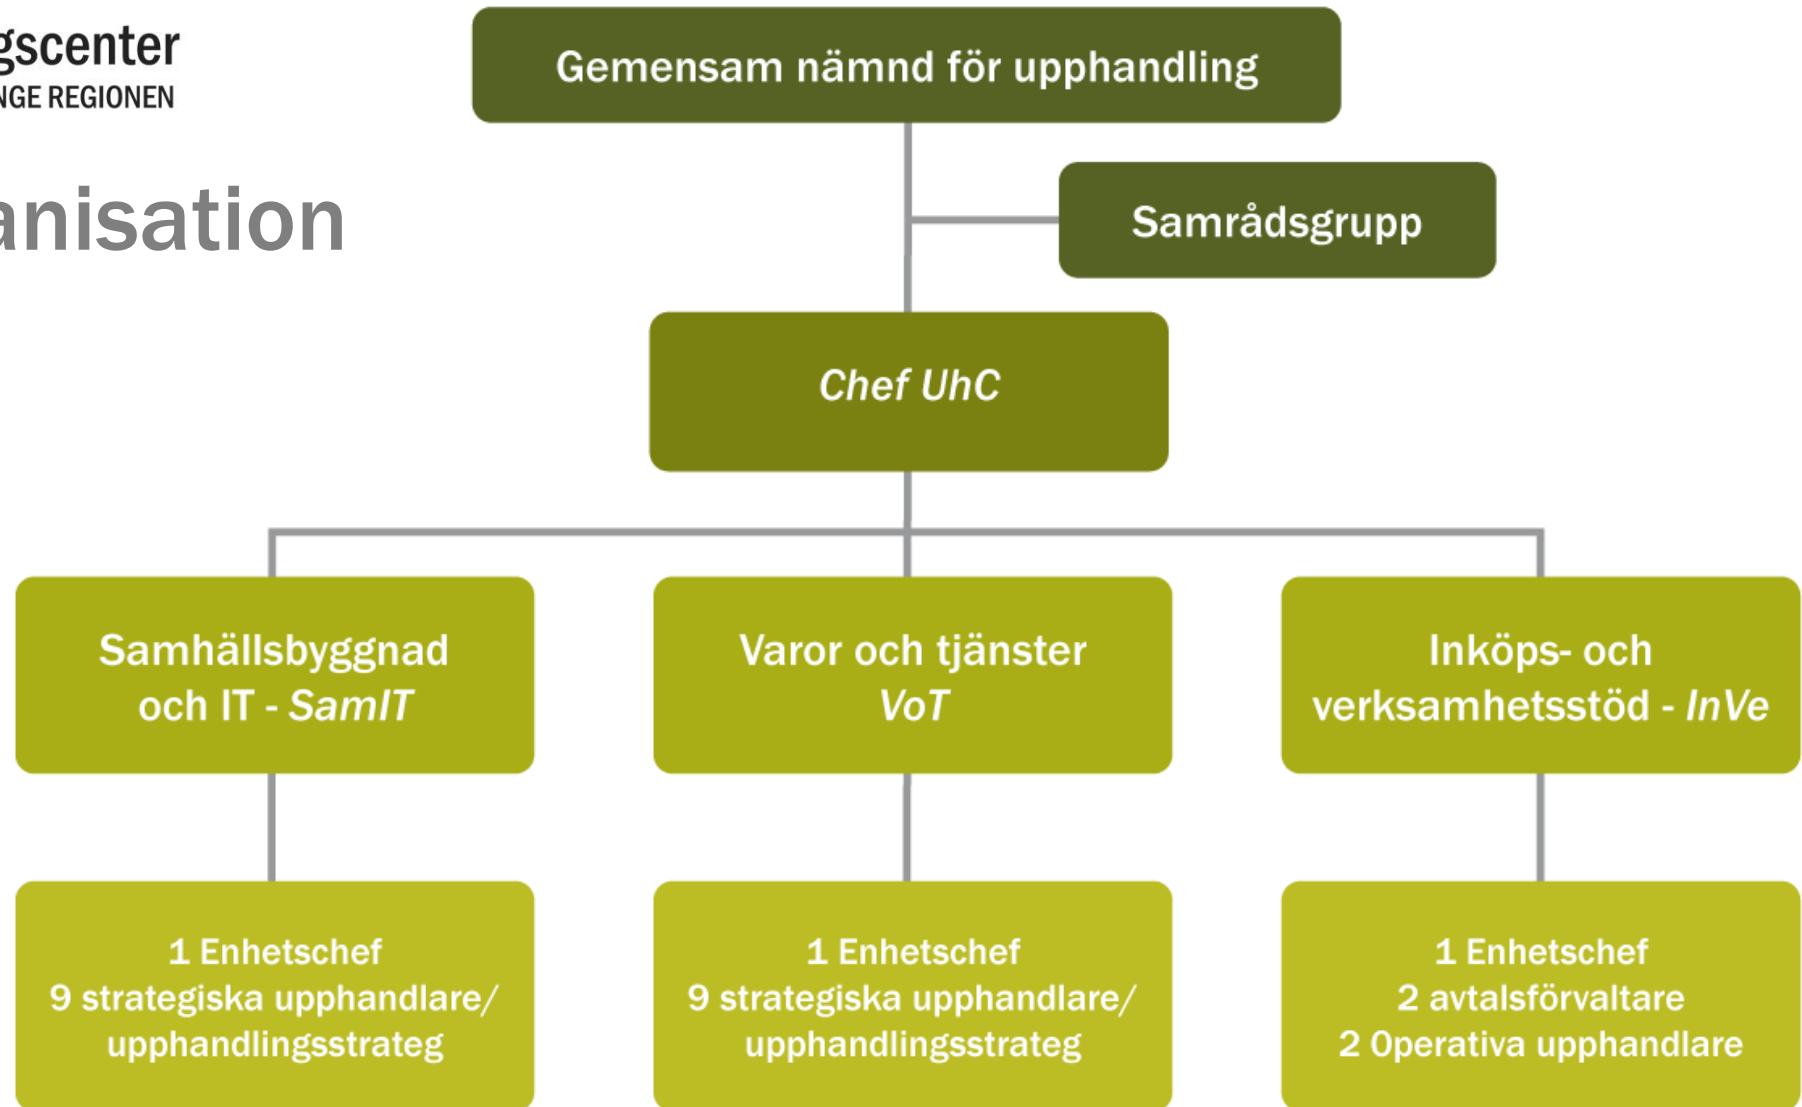 gscenter
NGE REGIONEN
anisation
Gemensam nämnd för upphandling
Samrådsgrupp
Chef UhC
Samhällsbyggnad
och IT - SamIT
Varor och tjänster
VoT
Inköps- och
verksamhetsstöd - InVe
1 Enhetschef
9 strategiska upphandlare/
upphandlingsstrateg
1 Enhetschef
9 strategiska upphandlare/
upphandlingsstrateg
1 Enhetschef
2 avtalsförvaltare
2 Operativa upphandlare